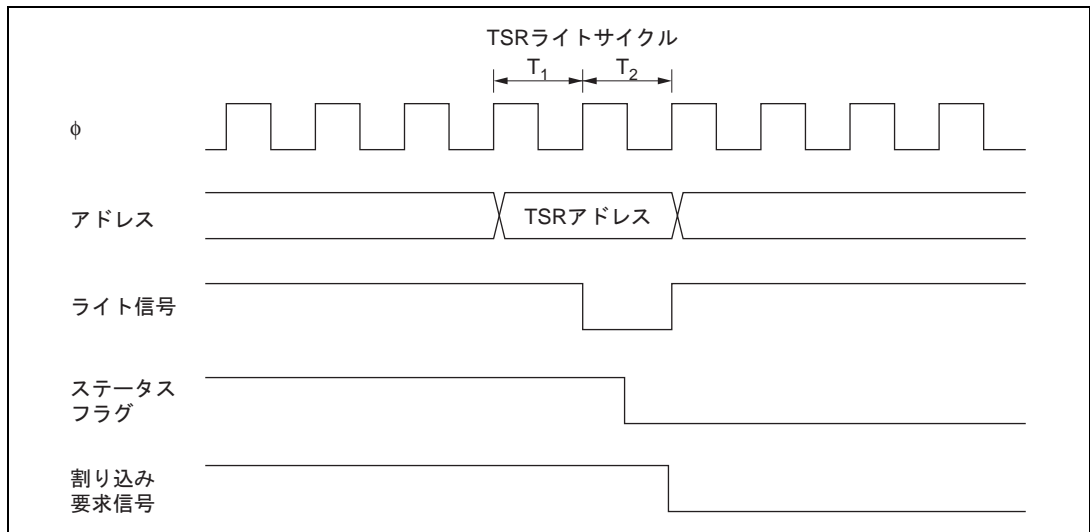 TSRライトサイクル
T1 T2
φ
アドレス
TSRアドレス
ライト信号
ステータス
フラグ
割り込み
要求信号